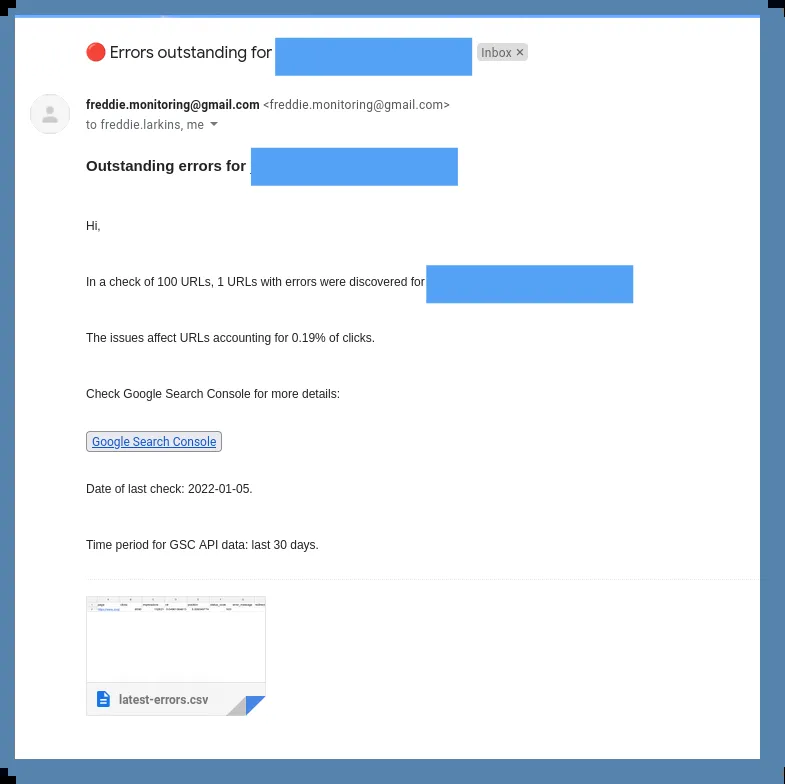 🔴 Errors outstanding for
Inbox ×
freddie.monitoring@gmail.com <freddie.monitoring@gmail.com>
to freddie.larkins, me
Outstanding errors for
Hi,
In a check of 100 URLs, 1 URLs with errors were discovered for
The issues affect URLs accounting for 0.19% of clicks.
Check Google Search Console for more details:
Google Search Console
Date of last check: 2022-01-05.
Time period for GSC API data: last 30 days.
latest-errors.csv